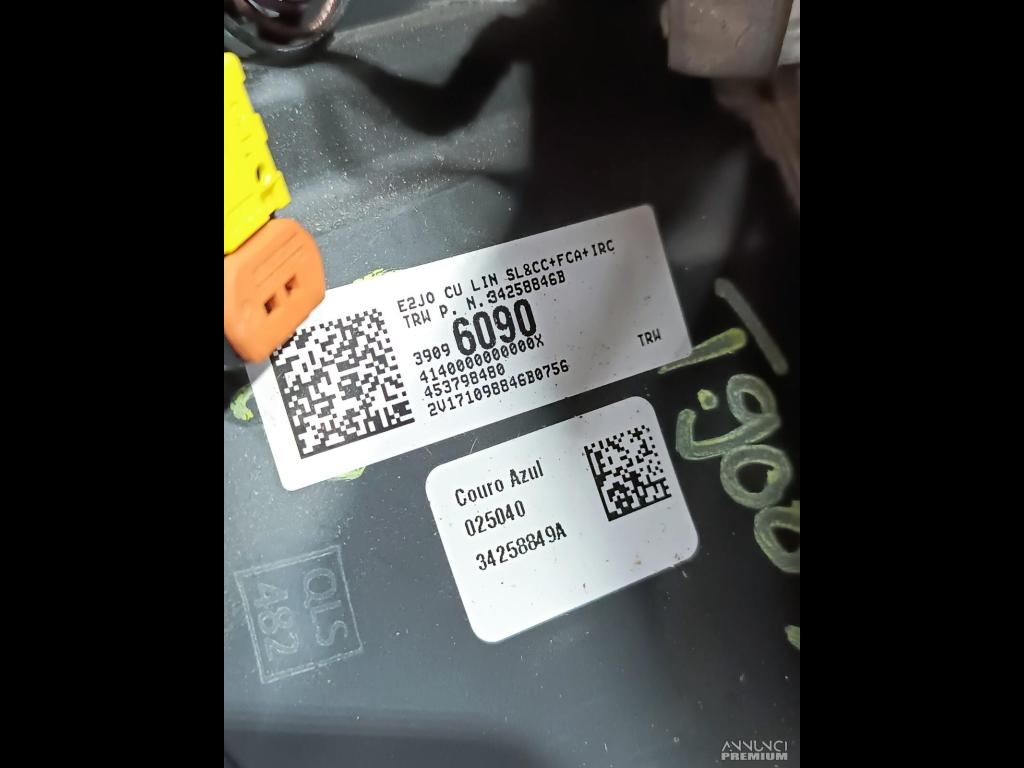 E2JO CU LIN SL&CC+FCA+IRC
TRW P. N.34258846B
3909 6090
4140000000000X
453798480
TRW
2V171098846B0756
Couro Azul
025040
34258849A
QLS
482
ANNUNCI
PREMIUM